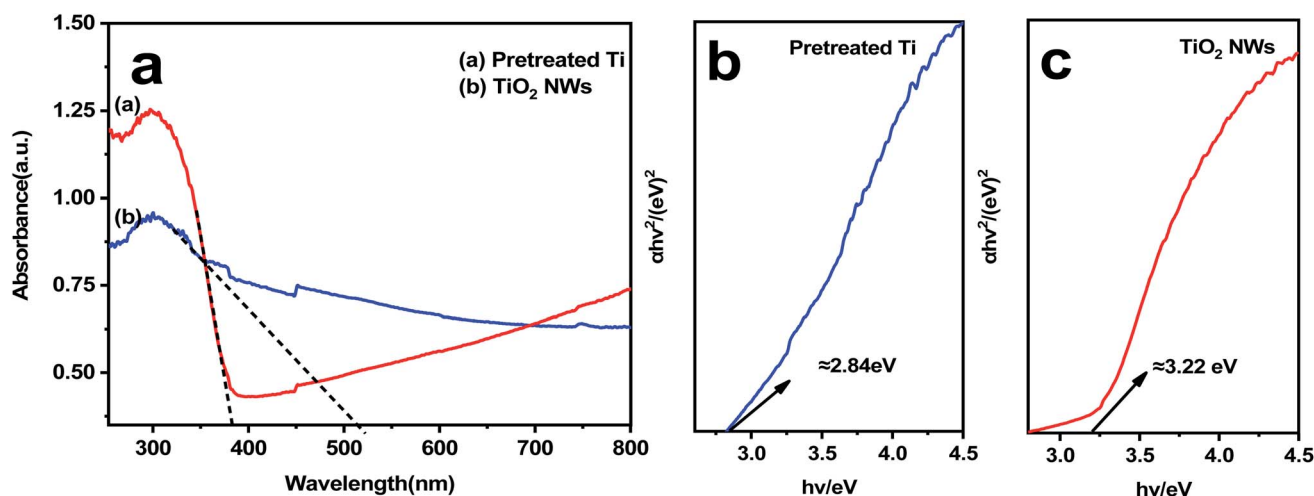 a
(a) Pretreated Ti
(b) TiO₂ NWs
(a)
(b)
1.50
1.25
1.00
0.75
0.50
Absorbance(a.u.)
300 400 500 600 700 800
Wavelength(nm)
b
Pretreated Ti
≈2.84eV
αhv²/(eV)²
3.0 3.5 4.0 4.5
hv/eV
c
TiO₂ NWs
≈3.22 eV
αhv²/(eV)²
3.0 3.5 4.0 4.5
hv/eV